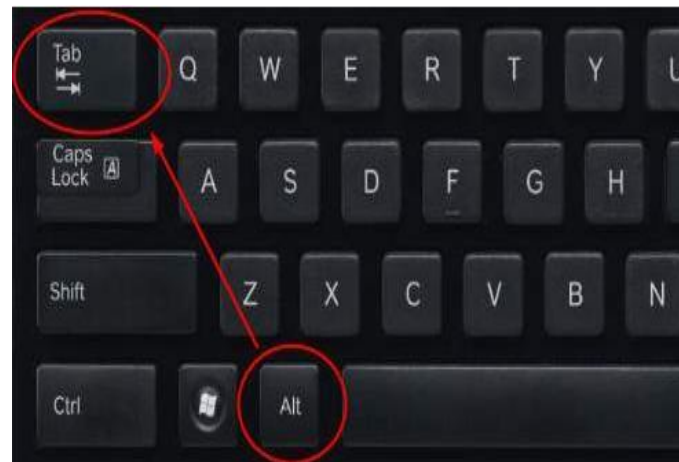 Tab
Q W E R T Y U
Caps
Lock A
A S D F G H
Shift
Z X C V B N
Ctrl
Alt